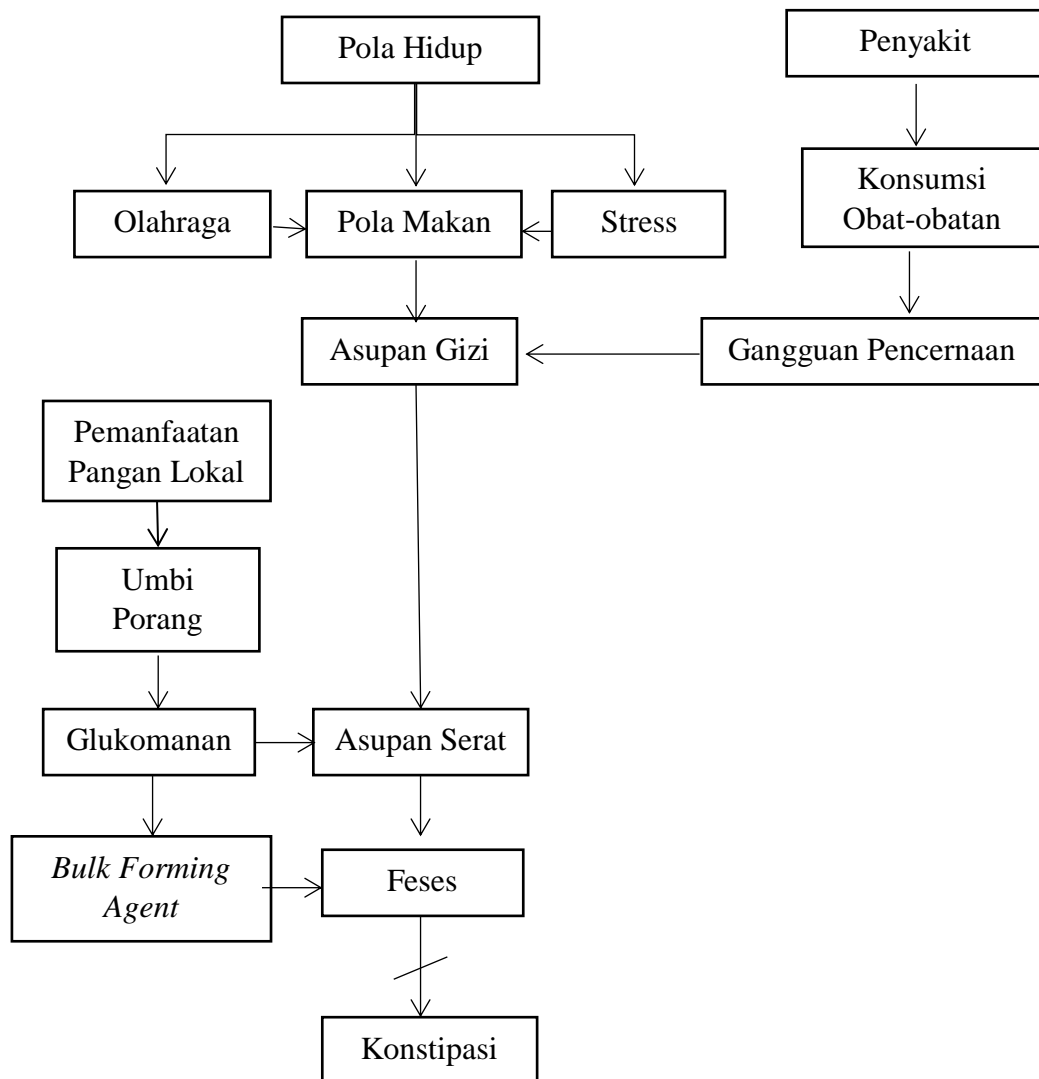 Pola Hidup
Penyakit
Konsumsi
Obat-obatan
Olahraga
Pola Makan
Stress
Asupan Gizi
Gangguan Pencernaan
Pemanfaatan
Pangan Lokal
Umbi
Porang
Glukomanan
Asupan Serat
Bulk Forming
Agent
Feses
Konstipasi